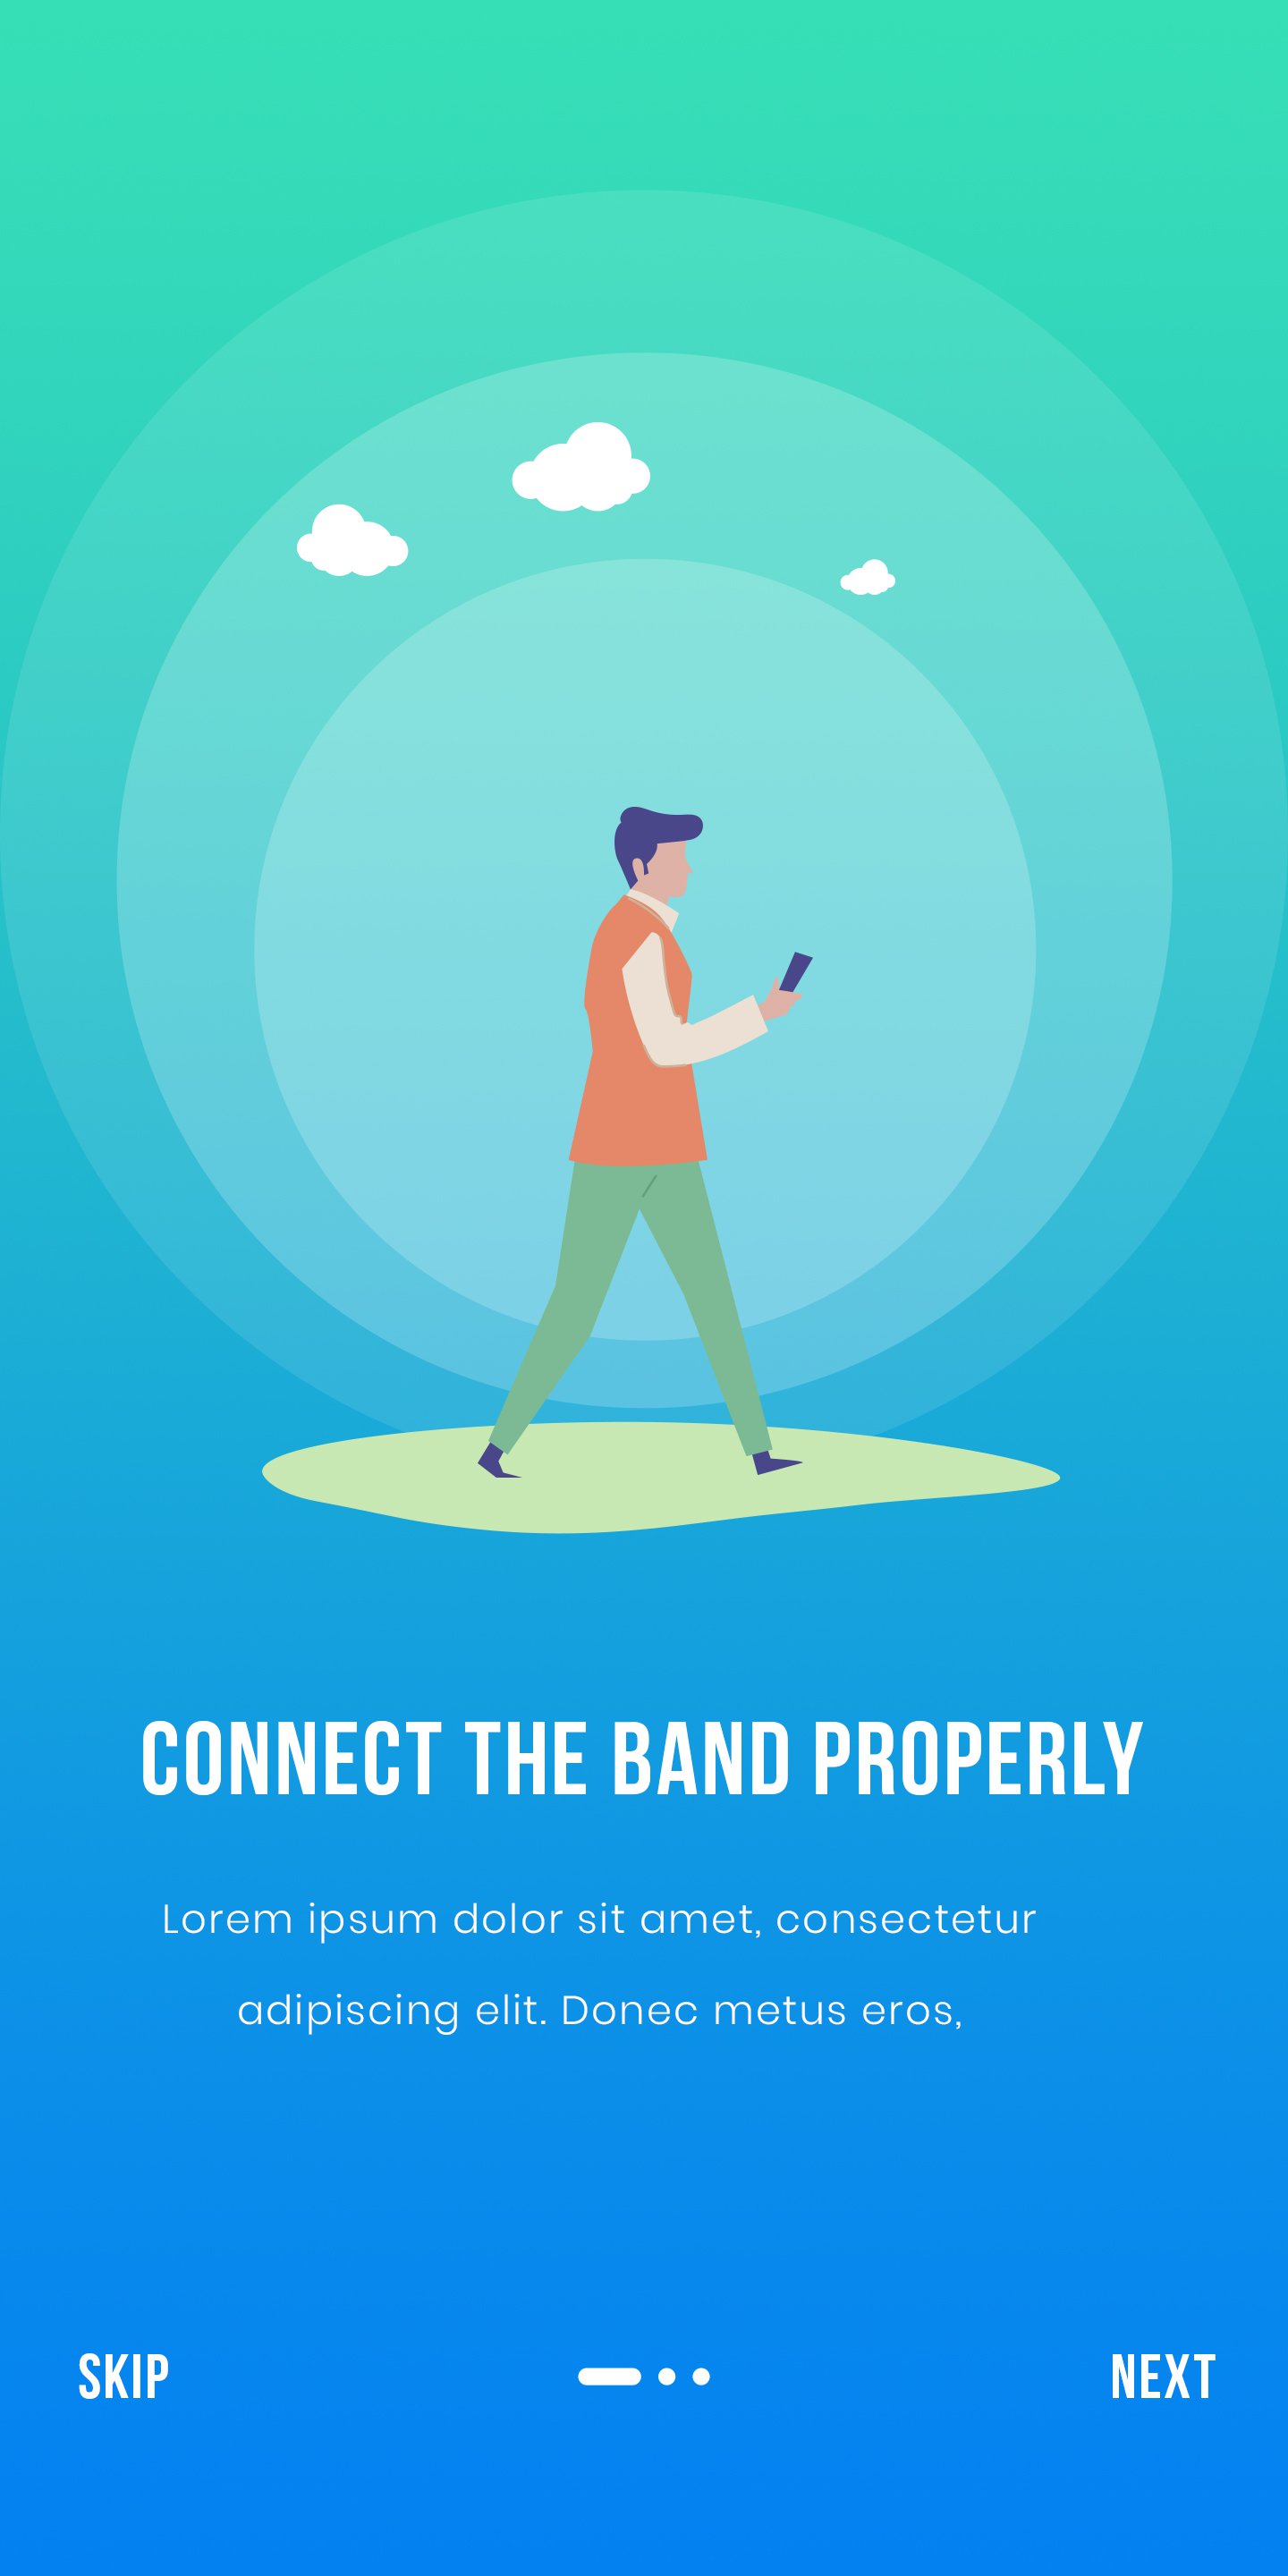 CONNECT THE BAND PROPERLY
Lorem ipsum dolor sit amet, consectetur
adipiscing elit. Donec metus eros,
SKIP
NEXT